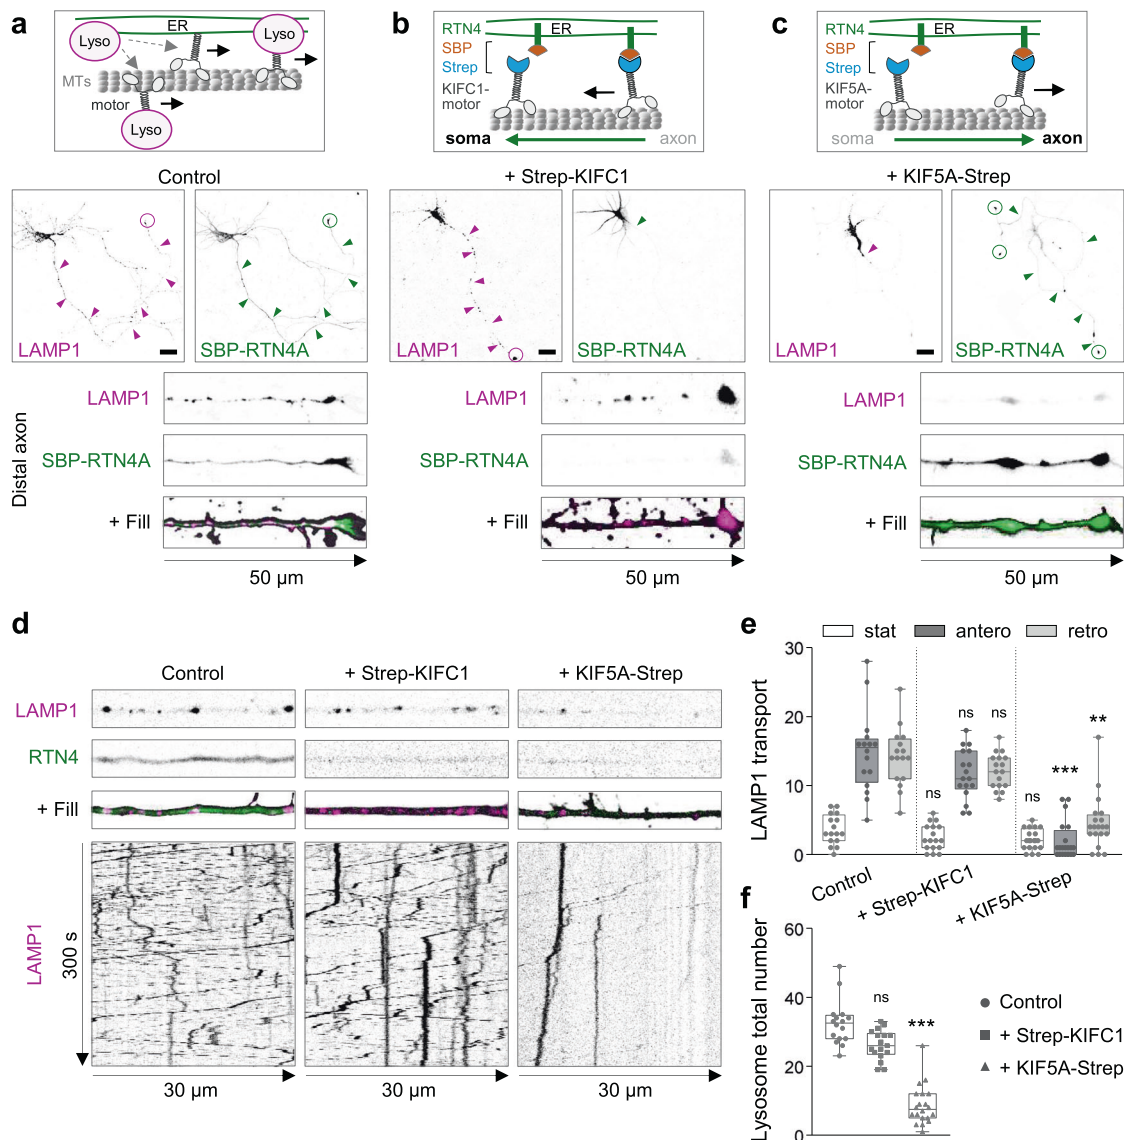 a
ER
Lyso
Lyso
MTs
motor
Lyso
b
RTN4
ER
SBP
Strep
KIFC1-
motor
soma
axon
c
RTN4
ER
SBP
Strep
KIF5A-
motor
soma
axon
Control
+ Strep-KIFC1
+ KIF5A-Strep
LAMP1
SBP-RTN4A
LAMP1
SBP-RTN4A
LAMP1
SBP-RTN4A
Distal axon
LAMP1
SBP-RTN4A
+ Fill
50 µm
LAMP1
SBP-RTN4A
+ Fill
50 µm
LAMP1
SBP-RTN4A
+ Fill
50 µm
d
Control
+ Strep-KIFC1
+ KIF5A-Strep
LAMP1
RTN4
+ Fill
LAMP1
300 s
30 µm
30 µm
30 µm
e
stat
antero
retro
LAMP1 transport
30
20
10
0
ns
ns
ns
ns
***
**
Control
+ Strep-KIFC1
+ KIF5A-Strep
f
Lysosome total number
60
40
20
0
ns
***
Control
+ Strep-KIFC1
+ KIF5A-Strep